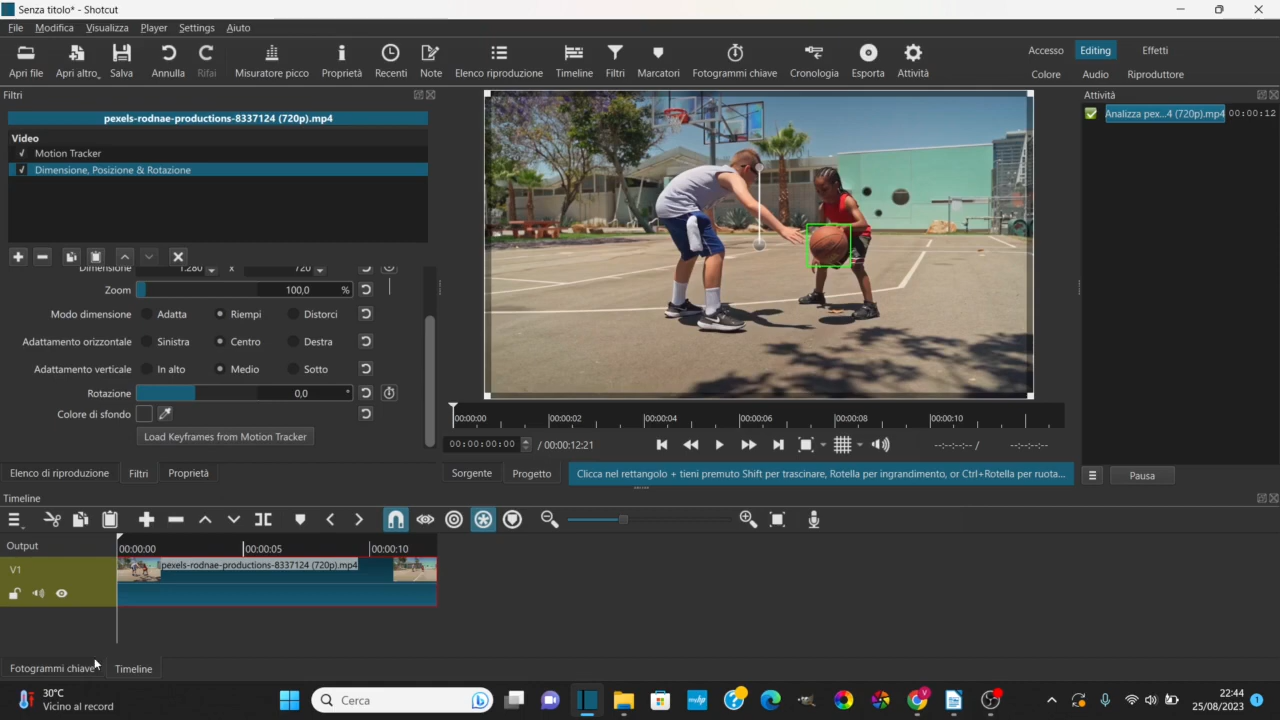 Senza titolo* - Shotcut
File Modifica Visualizza Player Settings Aiuto
Apri file Apri altro... Salva Annulla Rifai Misuratore picco Proprietà Recenti Note Elenco riproduzione Timeline Filtri Marcatori Fotogrammi chiave Cronologia Esporta Attività
Accesso Editing Effetti
Colore Audio Riproduttore
Filtri
pexels-rodnae-productions-8337124 (720p).mp4
Video
✓ Motion Tracker
✓ Dimensione, Posizione & Rotazione
Dimensione 1.280 x 720
Zoom 100,0 %
Modo dimensione Adatta Riempi Distorci
Adattamento orizzontale Sinistra Centro Destra
Adattamento verticale In alto Medio Sotto
Rotazione 0,0 °
Colore di sfondo
Load Keyframes from Motion Tracker
Elenco di riproduzione Filtri Proprietà
00:00:00 00:00:02 00:00:04 00:00:06 00:00:08 00:00:10
00:00:00:00 / 00:00:12:21
--:--:--:-- / --:--:--:--
Sorgente Progetto Clicca nel rettangolo + tieni premuto Shift per trascinare, Rotella per ingrandimento, or Ctrl+Rotella per ruota...
Attività
Analizza pex...4 (720p).mp4 00:00:12
Pausa
Timeline
Output
00:00:00 00:00:05 00:00:10
V1
pexels-rodnae-productions-8337124 (720p).mp4
Fotogrammi chiave Timeline
30°C
Vicino al record
Cerca
22:44
25/08/2023
1